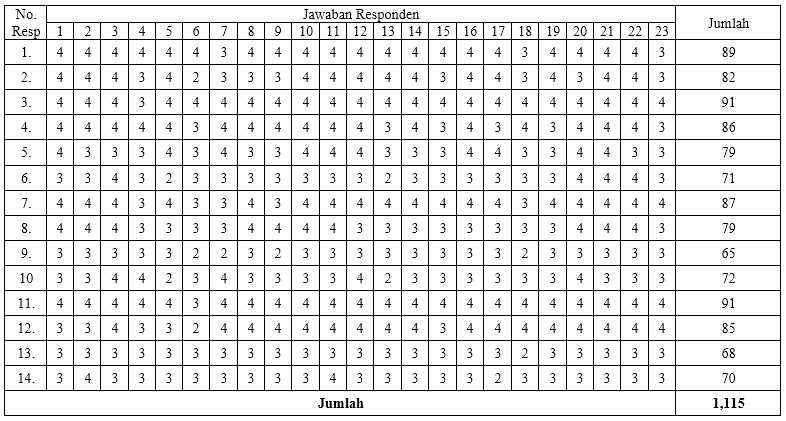 No. Resp Jawaban Responden Jumlah
1 2 3 4 5 6 7 8 9 10 11 12 13 14 15 16 17 18 19 20 21 22 23
1. 4 4 4 4 4 4 3 4 4 4 4 4 4 4 4 4 4 3 4 4 4 4 3 89
2. 4 4 4 3 4 2 3 3 3 4 4 4 4 4 3 4 4 3 4 3 4 4 3 82
3. 4 4 4 3 4 4 4 4 4 4 4 4 4 4 4 4 4 4 4 4 4 4 4 91
4. 4 4 4 4 4 3 4 4 4 4 4 4 3 4 3 4 3 4 3 4 4 4 3 86
5. 4 3 3 3 4 3 4 3 3 4 4 4 3 3 3 4 4 3 3 4 4 3 3 79
6. 3 3 4 3 2 3 3 3 3 3 3 3 2 3 3 3 3 3 3 4 4 4 3 71
7. 4 4 4 3 4 3 3 4 3 4 4 4 4 4 4 4 4 3 4 4 4 4 4 87
8. 4 4 4 3 3 3 3 4 4 4 4 3 3 3 3 3 3 3 3 4 4 4 3 79
9. 3 3 3 3 3 2 2 3 2 3 3 3 3 3 3 3 3 2 3 3 3 3 3 65
10 3 3 4 4 2 3 4 3 3 3 3 4 2 3 3 3 3 3 3 4 3 3 3 72
11. 4 4 4 4 4 3 4 4 4 4 4 4 4 4 4 4 4 4 4 4 4 4 4 91
12. 3 3 4 3 3 2 4 4 4 4 4 4 4 4 3 4 4 4 4 4 4 4 4 85
13. 3 3 3 3 3 3 3 3 3 3 3 3 3 3 3 3 3 2 3 3 3 3 3 68
14. 3 4 3 3 3 3 3 3 3 3 4 3 3 3 3 3 2 3 3 3 3 3 3 70
Jumlah 1,115